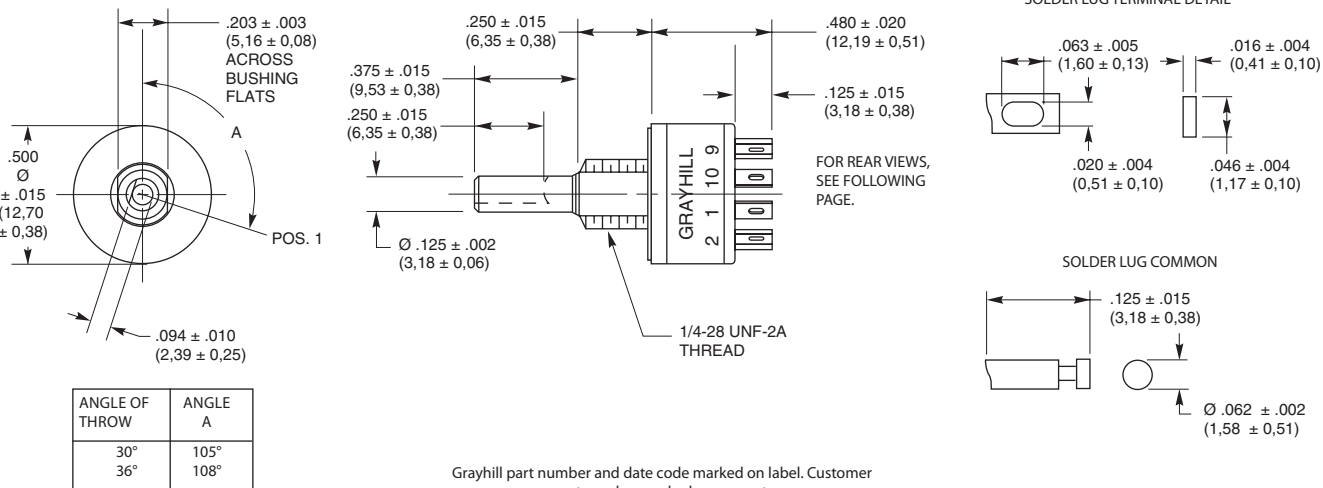 SOLDER LUG TERMINAL DETAIL
.203 ± .003
(5,16 ± 0,08)
ACROSS
BUSHING
FLATS
A
.500
Ø
± .015
(12,70
± 0,38)
POS. 1
.094 ± .010
(2,39 ± 0,25)
ANGLE OF THROW
ANGLE A
30° 105°
36° 108°
.250 ± .015
(6,35 ± 0,38)
.480 ± .020
(12,19 ± 0,51)
.375 ± .015
(9,53 ± 0,38)
.250 ± .015
(6,35 ± 0,38)
.125 ± .015
(3,18 ± 0,38)
GRAYHILL
2 1 10 9
FOR REAR VIEWS,
SEE FOLLOWING
PAGE.
Ø .125 ± .002
(3,18 ± 0,06)
1/4-28 UNF-2A
THREAD
.063 ± .005
(1,60 ± 0,13)
.016 ± .004
(0,41 ± 0,10)
.020 ± .004
(0,51 ± 0,10)
.046 ± .004
(1,17 ± 0,10)
SOLDER LUG COMMON
.125 ± .015
(3,18 ± 0,38)
Ø .062 ± .002
(1,58 ± 0,51)
Grayhill part number and date code marked on label. Customer